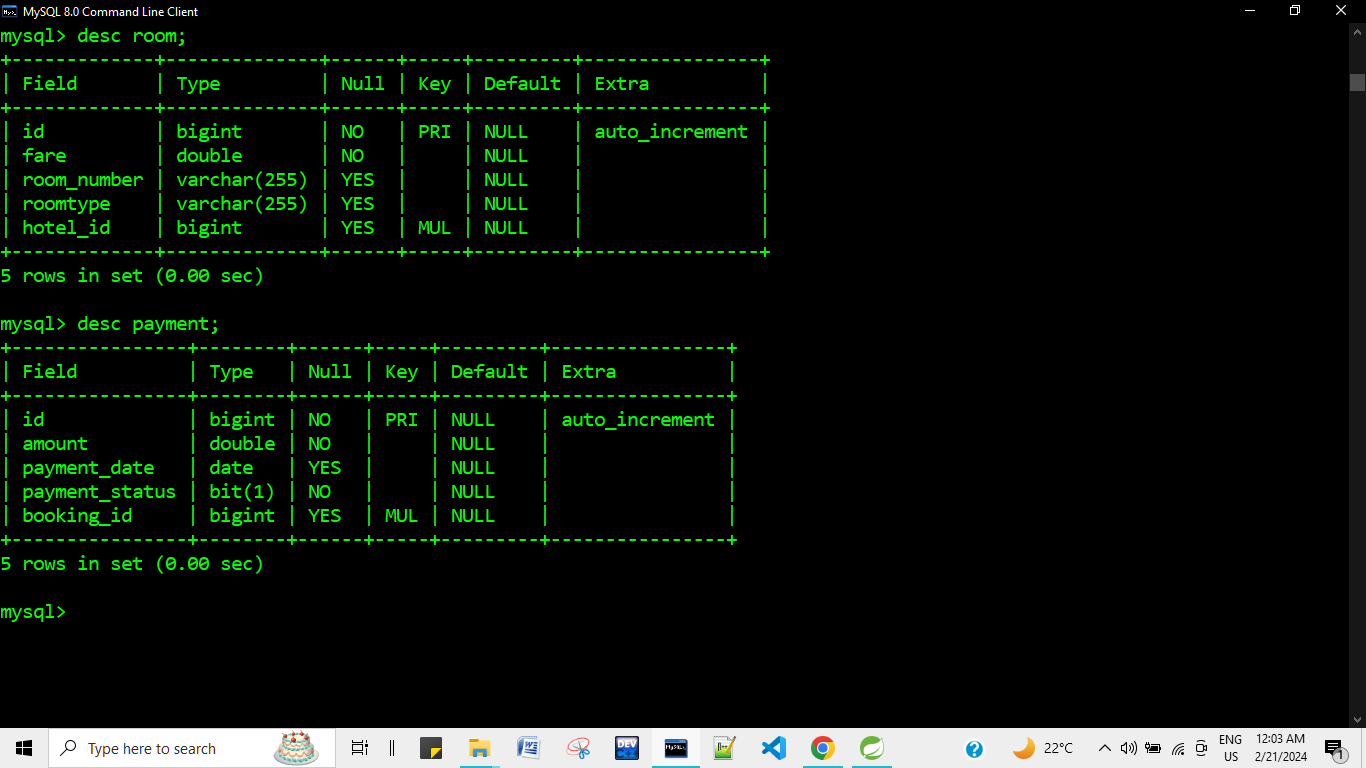 MySQL 8.0 Command Line Client
mysql> desc room;
+-------------+--------------+------+-----+---------+----------------+
| Field       | Type         | Null | Key | Default | Extra          |
+-------------+--------------+------+-----+---------+----------------+
| id          | bigint       | NO   | PRI | NULL    | auto_increment |
| fare        | double       | NO   |     | NULL    |                |
| room_number | varchar(255) | YES  |     | NULL    |                |
| roomtype    | varchar(255) | YES  |     | NULL    |                |
| hotel_id    | bigint       | YES  | MUL | NULL    |                |
+-------------+--------------+------+-----+---------+----------------+
5 rows in set (0.00 sec)
mysql> desc payment;
+----------------+--------+------+-----+---------+----------------+
| Field          | Type   | Null | Key | Default | Extra          |
+----------------+--------+------+-----+---------+----------------+
| id             | bigint | NO   | PRI | NULL    | auto_increment |
| amount         | double | NO   |     | NULL    |                |
| payment_date   | date   | YES  |     | NULL    |                |
| payment_status | bit(1) | NO   |     | NULL    |                |
| booking_id     | bigint | YES  | MUL | NULL    |                |
+----------------+--------+------+-----+---------+----------------+
5 rows in set (0.00 sec)
mysql>
Type here to search
DEV
22°C
ENG
US
12:03 AM
2/21/2024
1